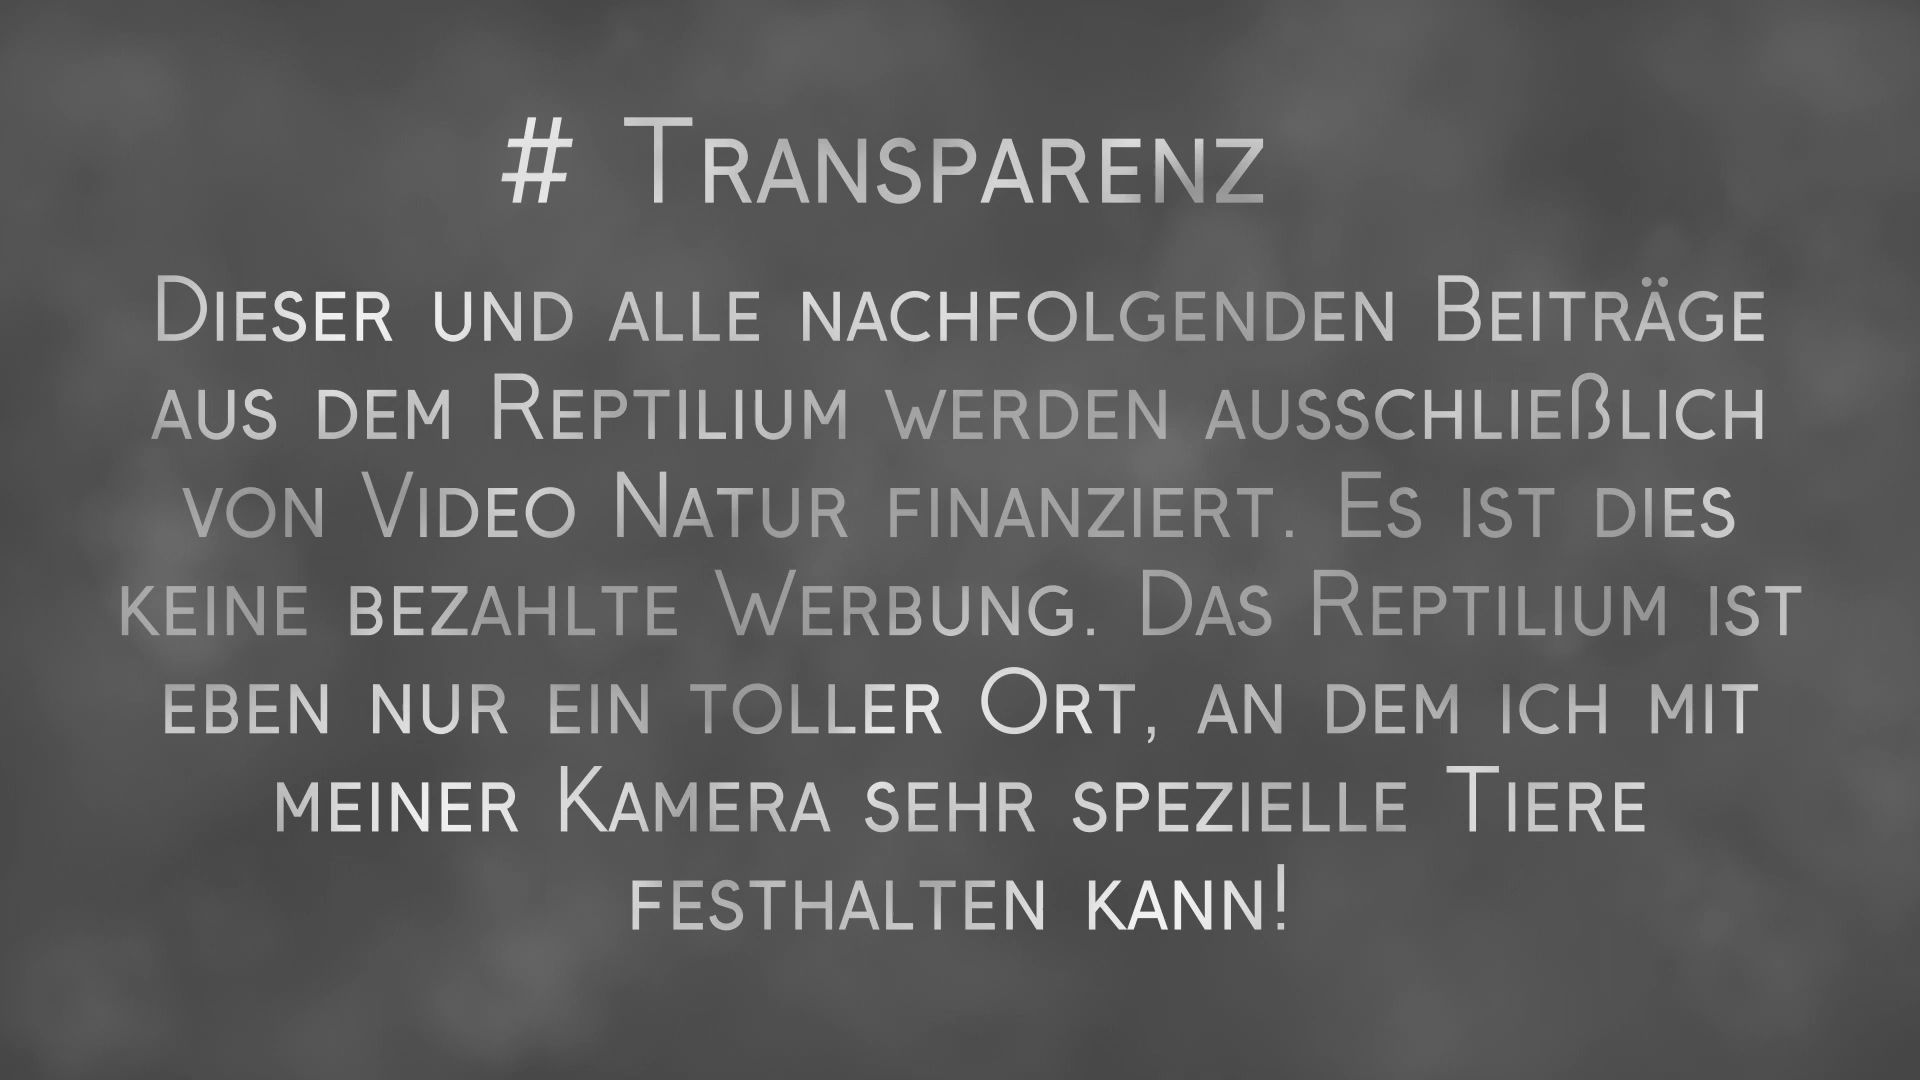 # Transparenz
Dieser und alle nachfolgenden Beiträge
aus dem Reptilium werden ausschließlich
von Video Natur finanziert. Es ist dies
keine bezahlte Werbung. Das Reptilium ist
eben nur ein toller Ort, an dem ich mit
meiner Kamera sehr spezielle Tiere
festhalten kann!